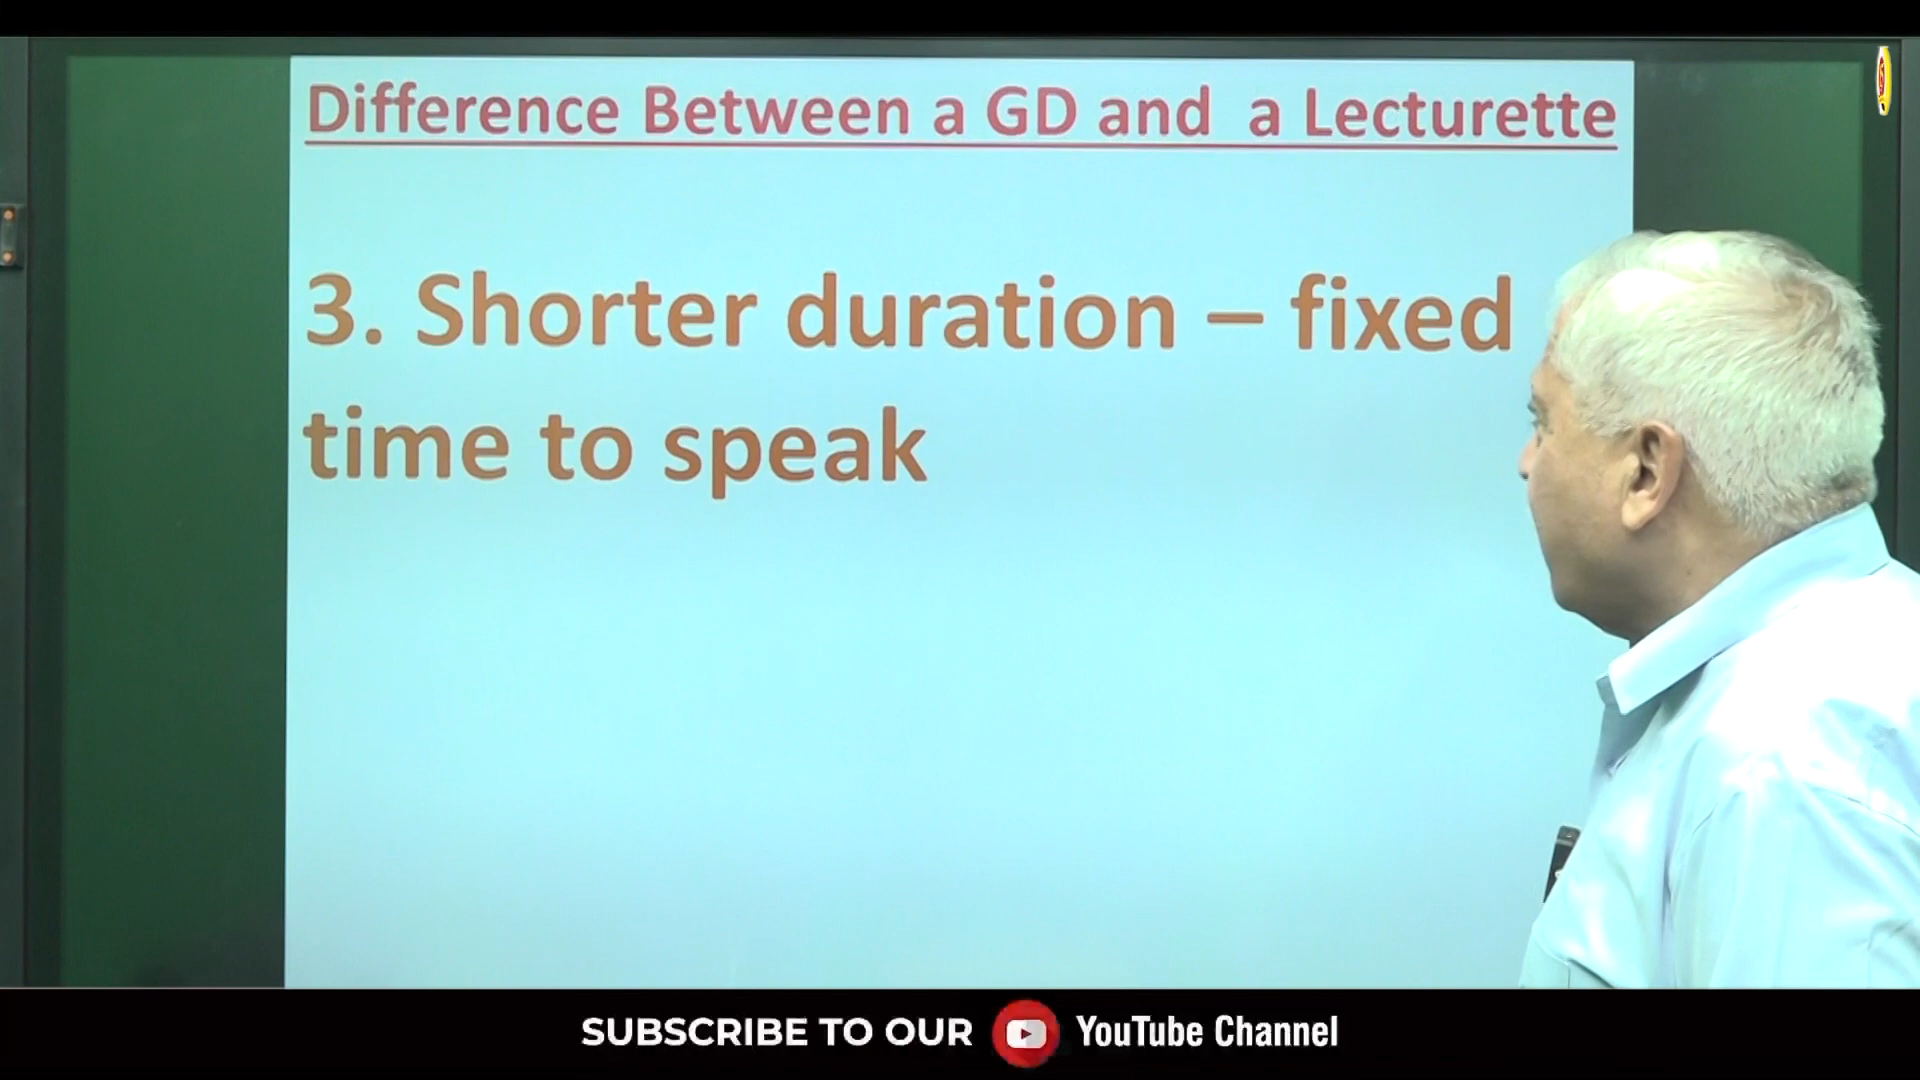 Difference Between a GD and a Lecturette
3. Shorter duration – fixed
time to speak
SUBSCRIBE TO OUR YouTube Channel